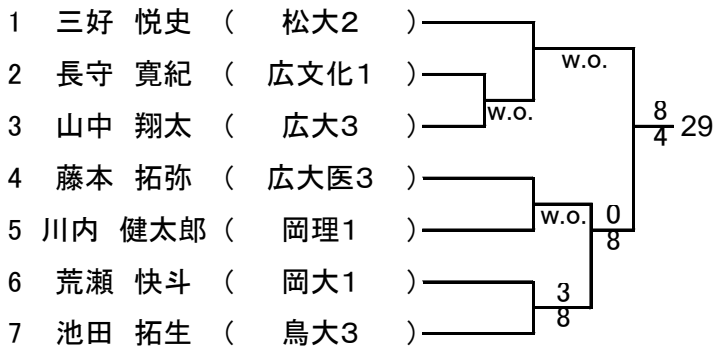 1 三好 悦史 ( 松大2 )
w.o.
2 長守 寛紀 ( 広文化1 )
w.o.
3 山中 翔太 ( 広大3 )
8
4
29
4 藤本 拓弥 ( 広大医3 )
w.o.
0
8
5 川内 健太郎 ( 岡理1 )
6 荒瀬 快斗 ( 岡大1 )
3
8
7 池田 拓生 ( 鳥大3 )